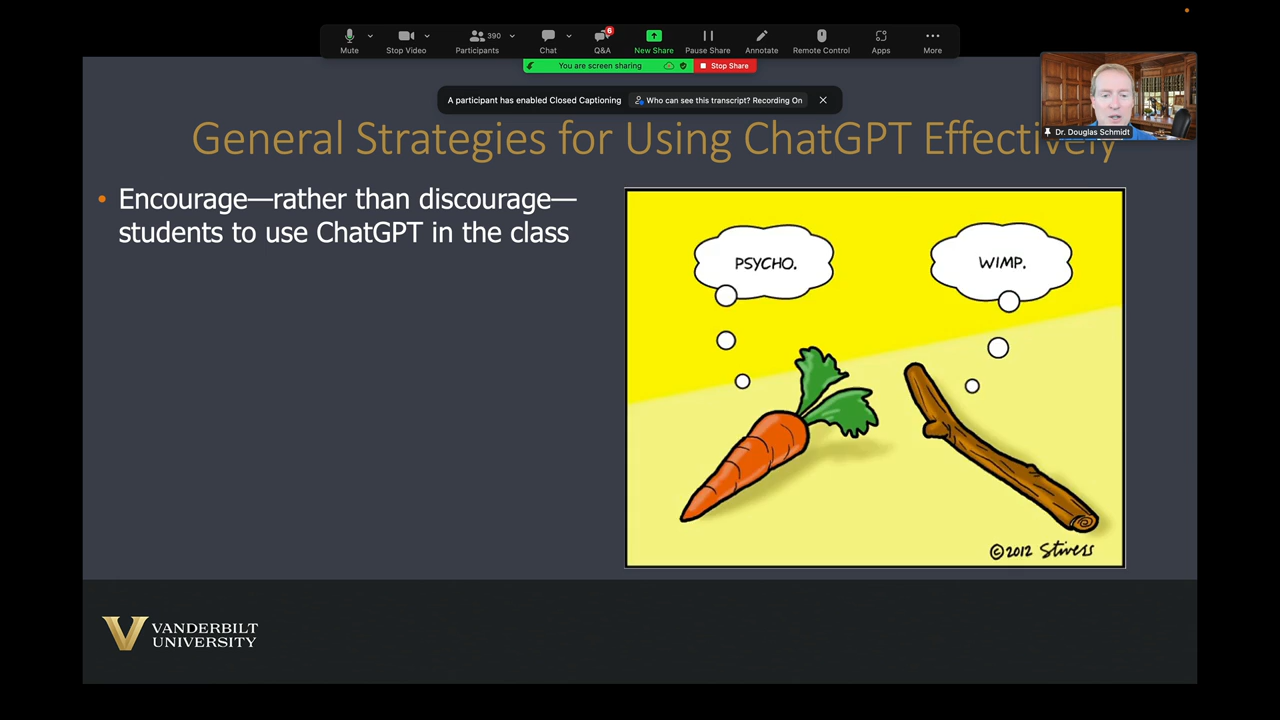 390
6
Mute
Stop Video
Participants
Chat
Q&A
New Share
Pause Share
Annotate
Remote Control
Apps
More
You are screen sharing
Stop Share
A participant has enabled Closed Captioning
Who can see this transcript? Recording On
Dr. Douglas Schmidt
General Strategies for Using ChatGPT Effectively
• Encourage—rather than discourage—
students to use ChatGPT in the class
PSYCHO.
WIMP.
©2012 Stivers
VANDERBILT
UNIVERSITY